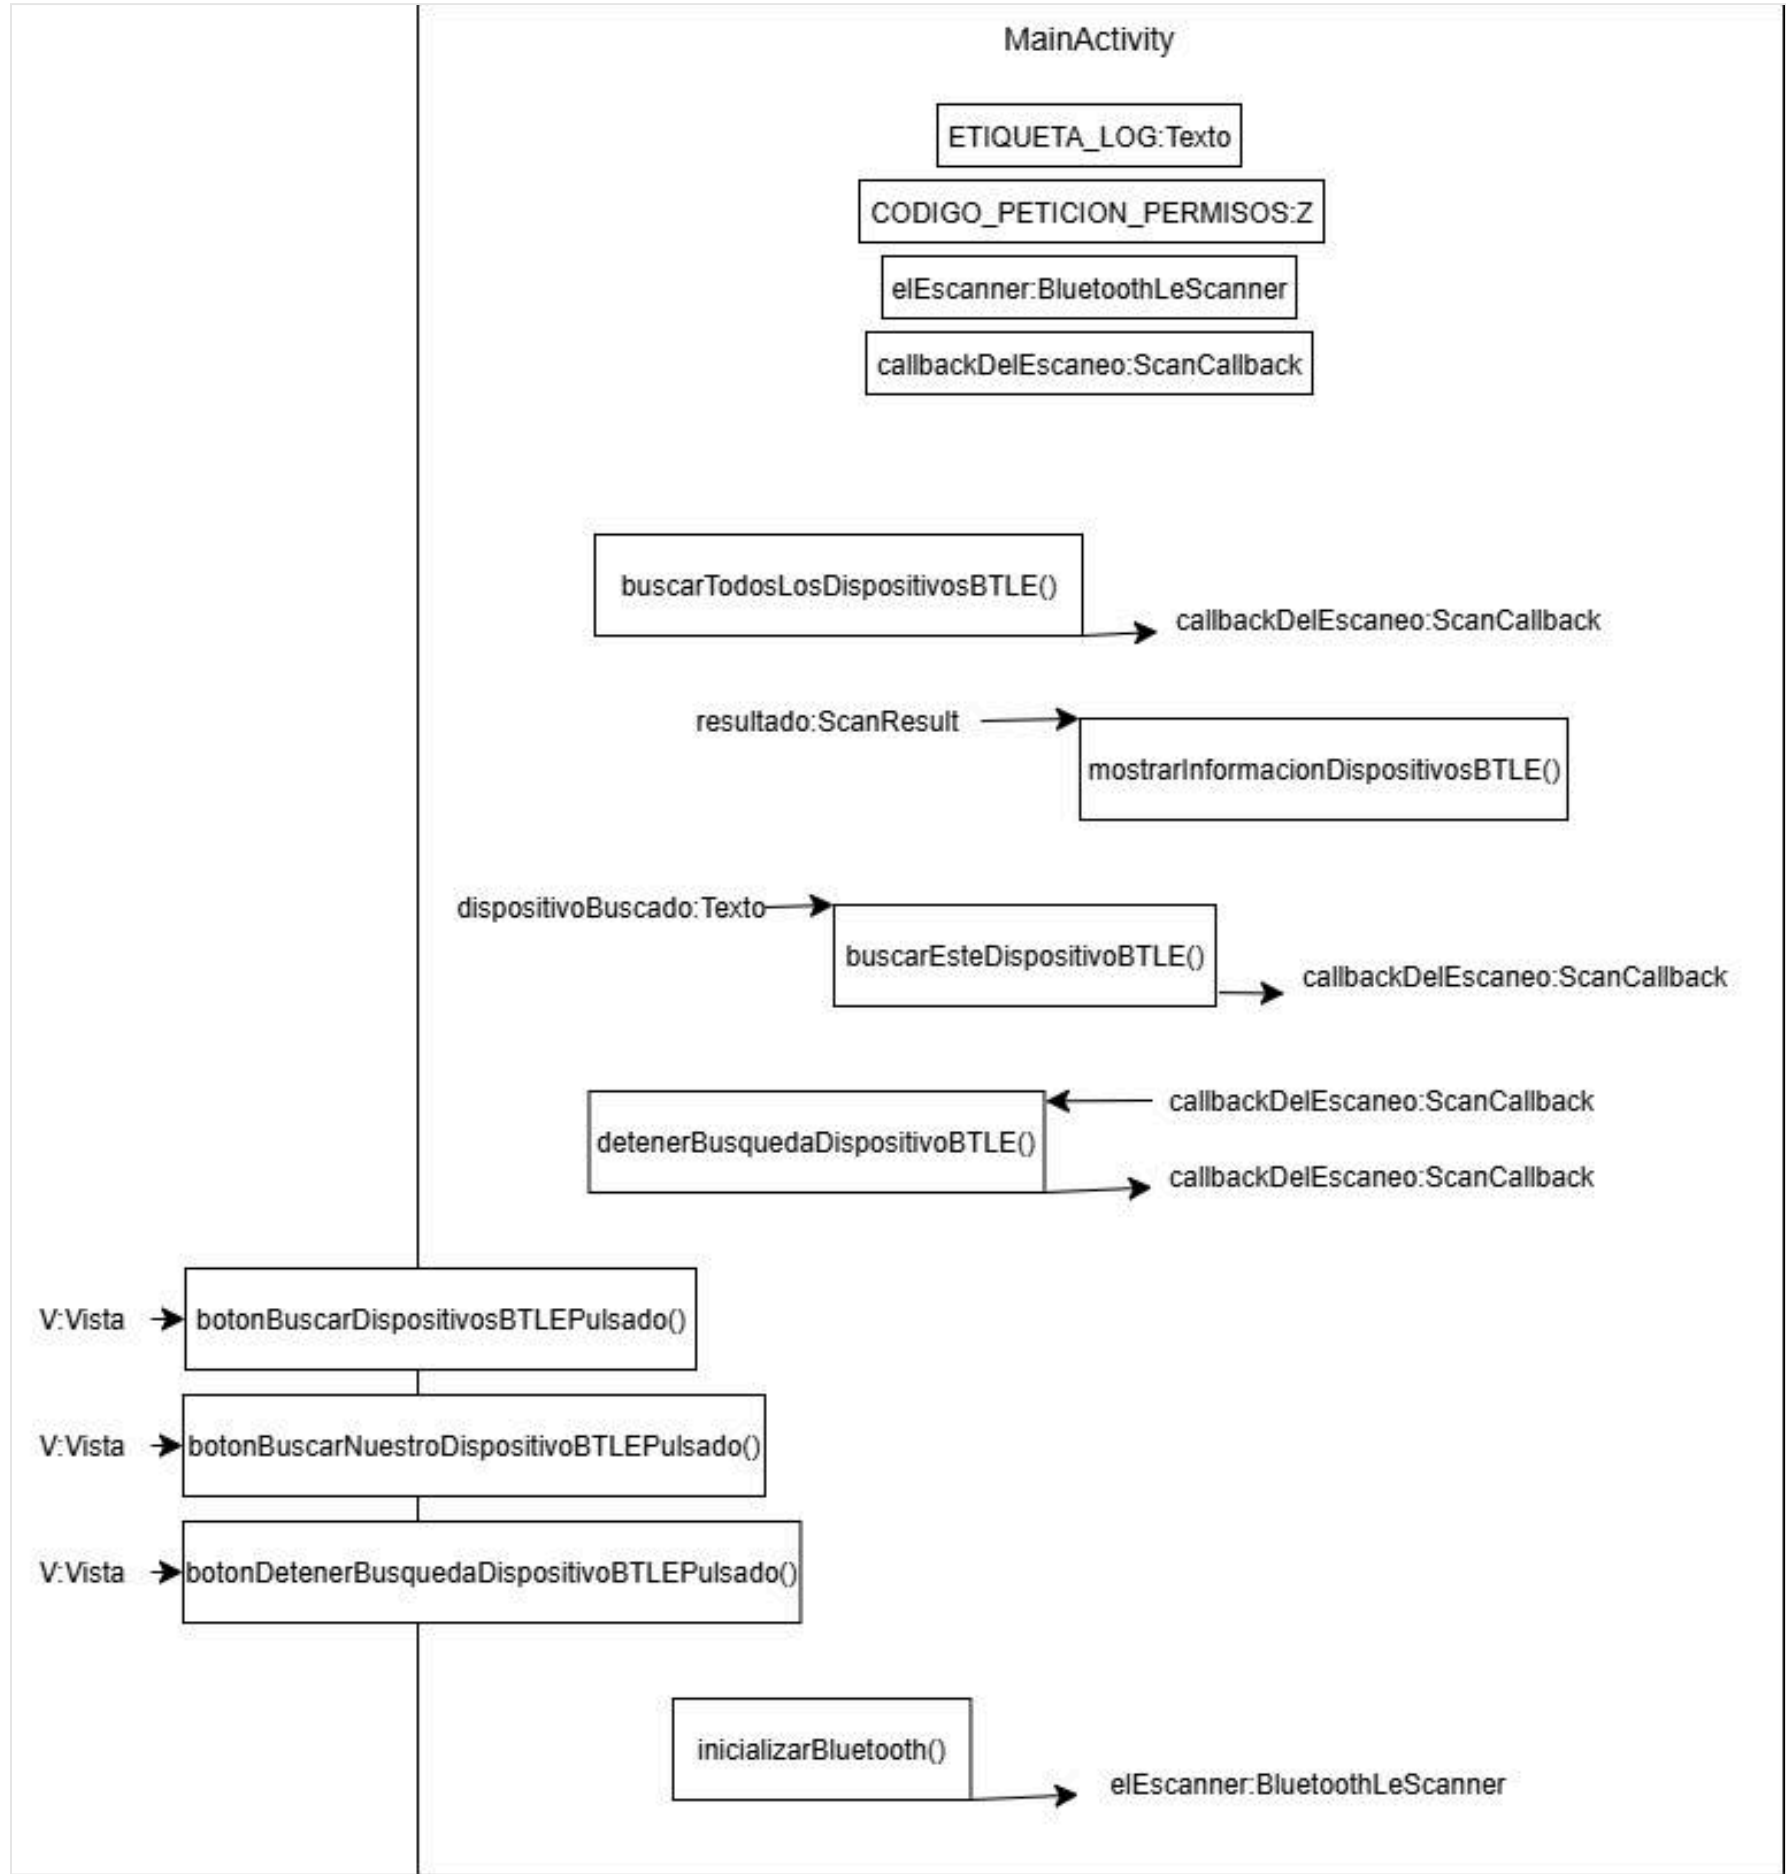 MainActivity
ETIQUETA_LOG:Texto
CODIGO_PETICION_PERMISOS:Z
elEscanner:BluetoothLeScanner
callbackDelEscaneo:ScanCallback
buscarTodosLosDispositivosBTLE()
callbackDelEscaneo:ScanCallback
resultado:ScanResult
mostrarInformacionDispositivosBTLE()
dispositivoBuscado:Texto
buscarEsteDispositivoBTLE()
callbackDelEscaneo:ScanCallback
callbackDelEscaneo:ScanCallback
detenerBusquedaDispositivoBTLE()
callbackDelEscaneo:ScanCallback
V:Vista
botonBuscarDispositivosBTLEPulsado()
V:Vista
botonBuscarNuestroDispositivoBTLEPulsado()
V:Vista
botonDetenerBusquedaDispositivoBTLEPulsado()
inicializarBluetooth()
elEscanner:BluetoothLeScanner